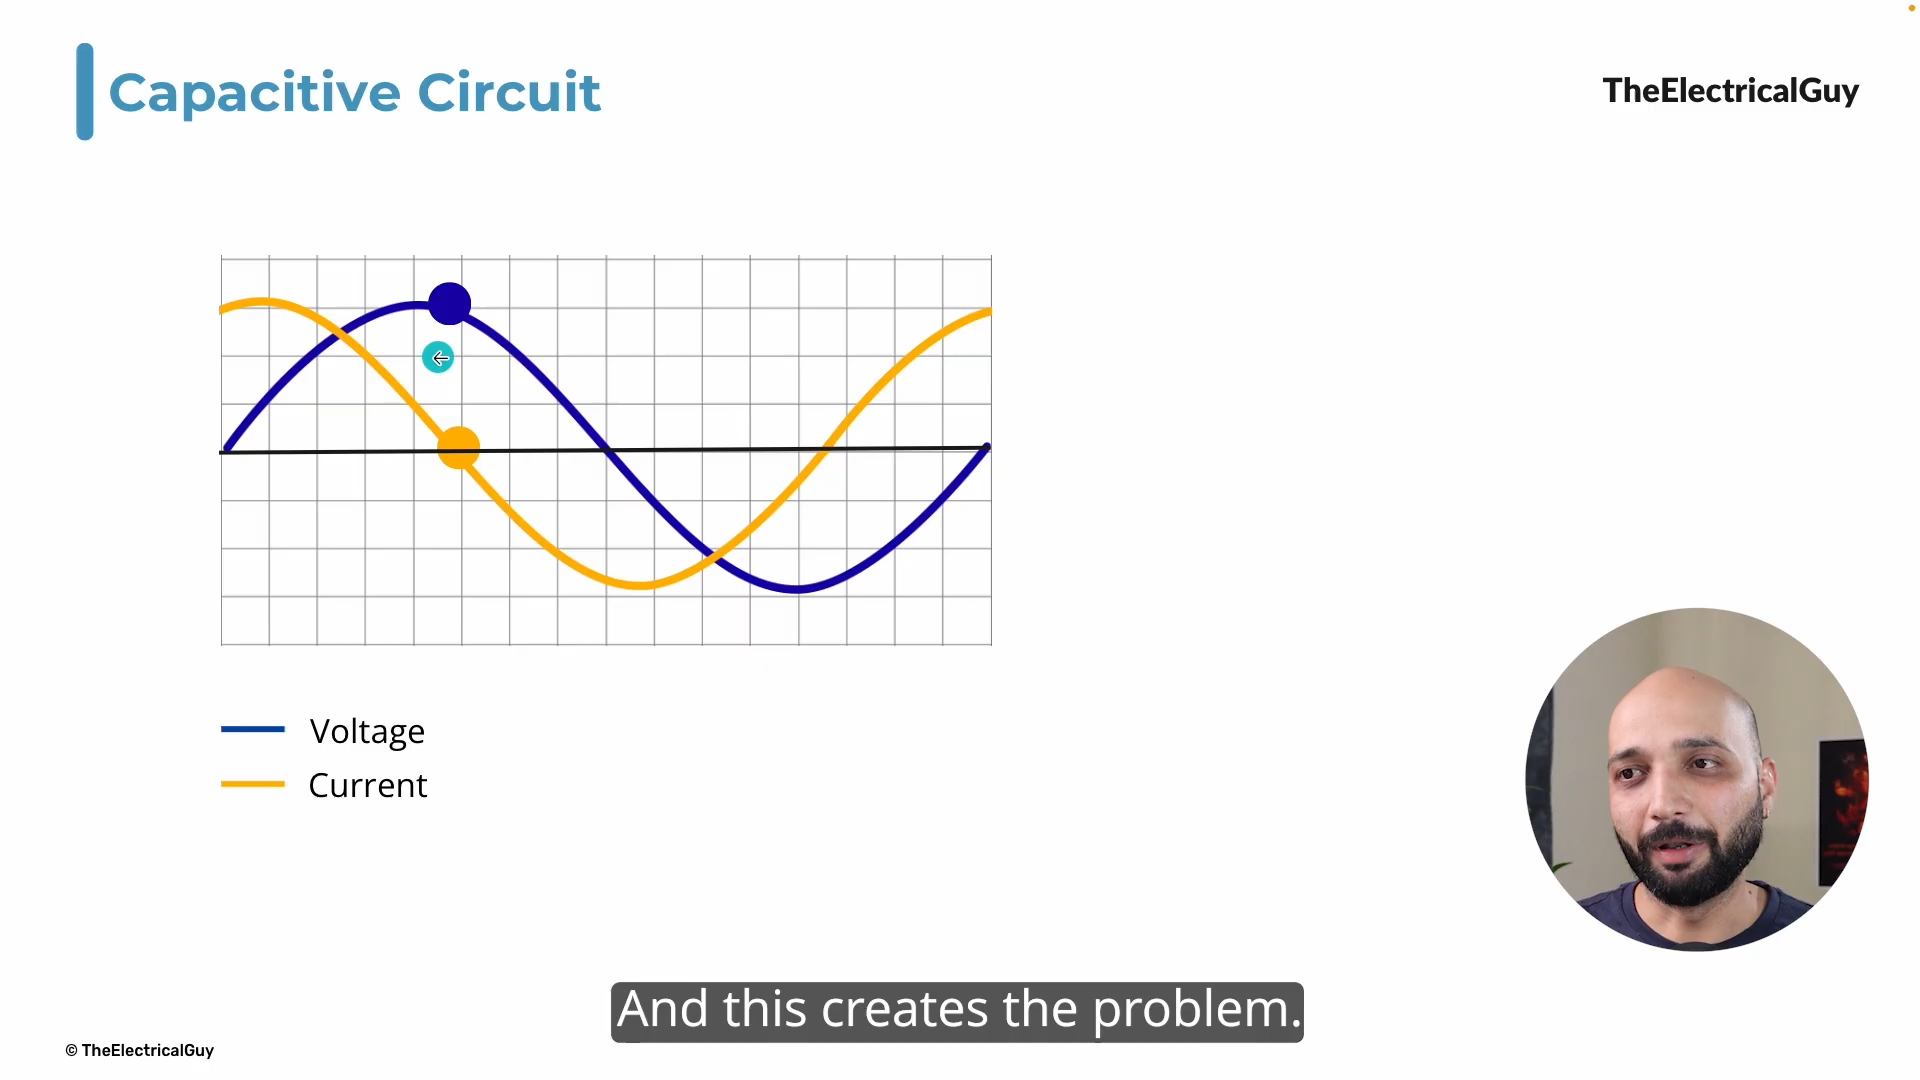 Capacitive Circuit
TheElectricalGuy
Voltage
Current
And this creates the problem.
© TheElectricalGuy